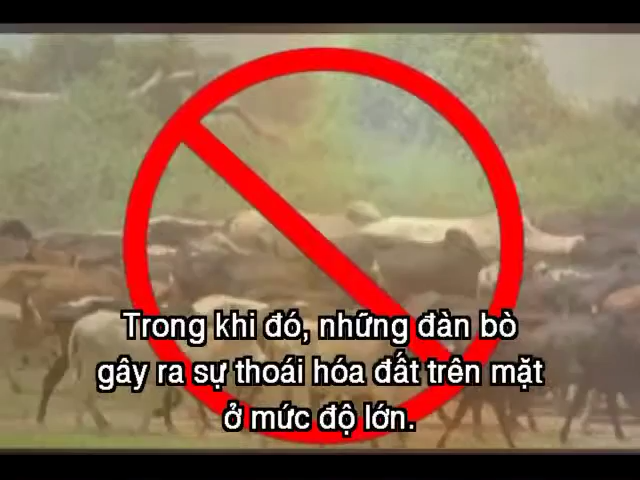 Trong khi đó, những đàn bò
gây ra sự thoái hóa đất trên mặt
ở mức độ lớn.